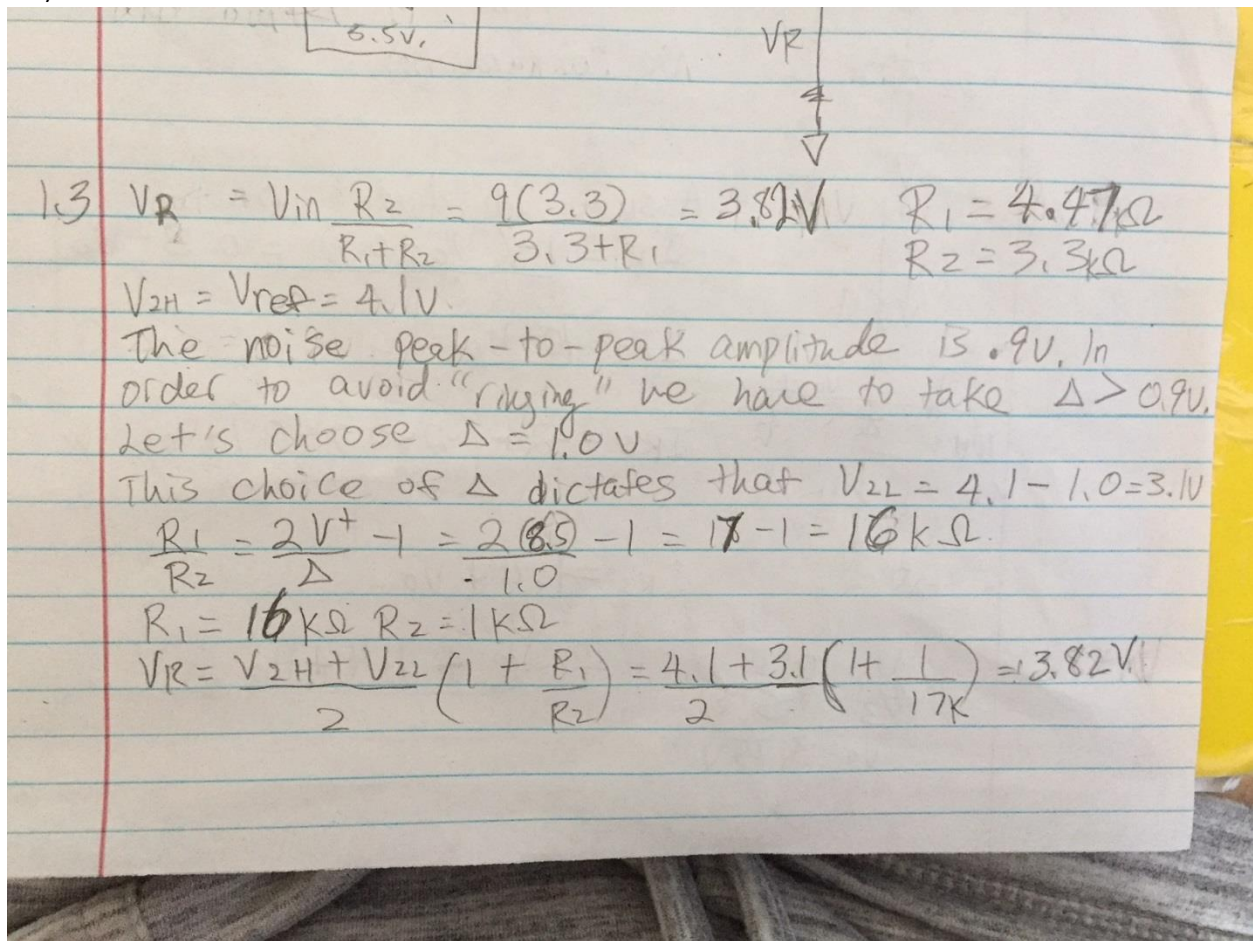 6.5V.
VR
1.3 VR = Vin R2 / R1+R2 = 9(3.3) / 3.3+R1 = 3.82V R1 = 4.47kΩ
R2 = 3.3kΩ
V2H = Vref = 4.1V.
The noise peak-to-peak amplitude is .9V. In
order to avoid "ringing" we have to take Δ > 0.9V.
Let's choose Δ = 1.0V
This choice of Δ dictates that V2L = 4.1 - 1.0 = 3.1V
R1 / R2 = 2V+ / Δ - 1 = 2(8.5) / 1.0 - 1 = 17 - 1 = 16kΩ.
R1 = 16kΩ R2 = 1kΩ
VR = V2H + V2L / 2 (1 + R1 / R2) = 4.1 + 3.1 / 2 (1 + 1 / 17K) = 3.82V.